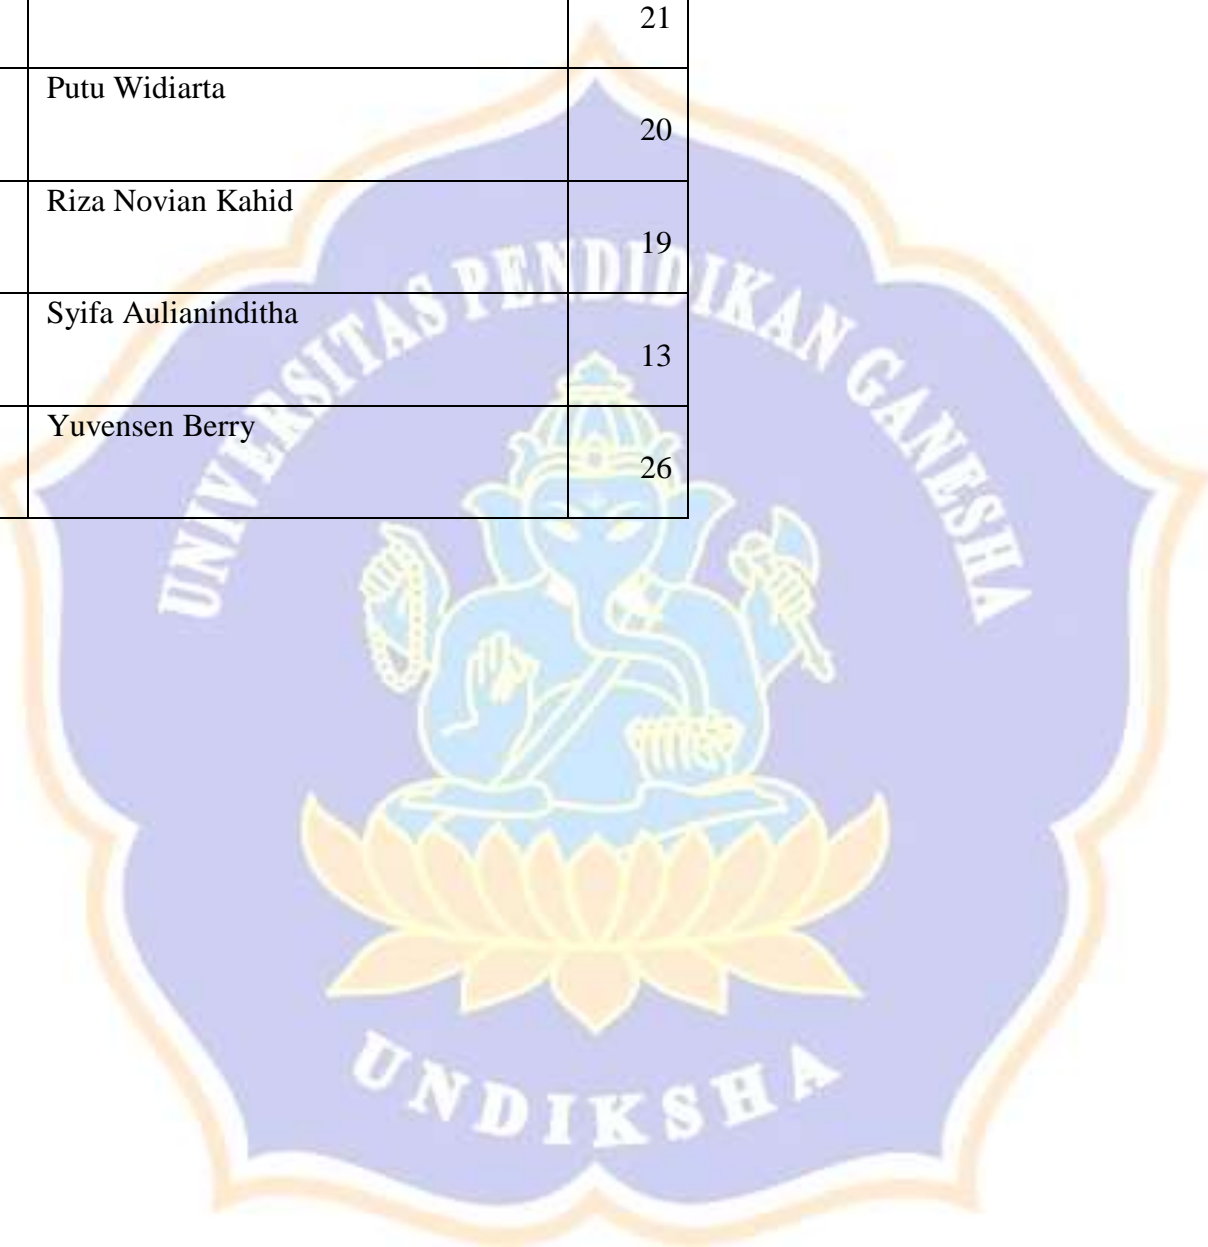 21
Putu Widiarta
20
Riza Novian Kahid
19
Syifa Aulianinditha
13
Yuvensen Berry
26
UNIVERSITAS PENDIDIKAN GANESHA
UNDIKSHA